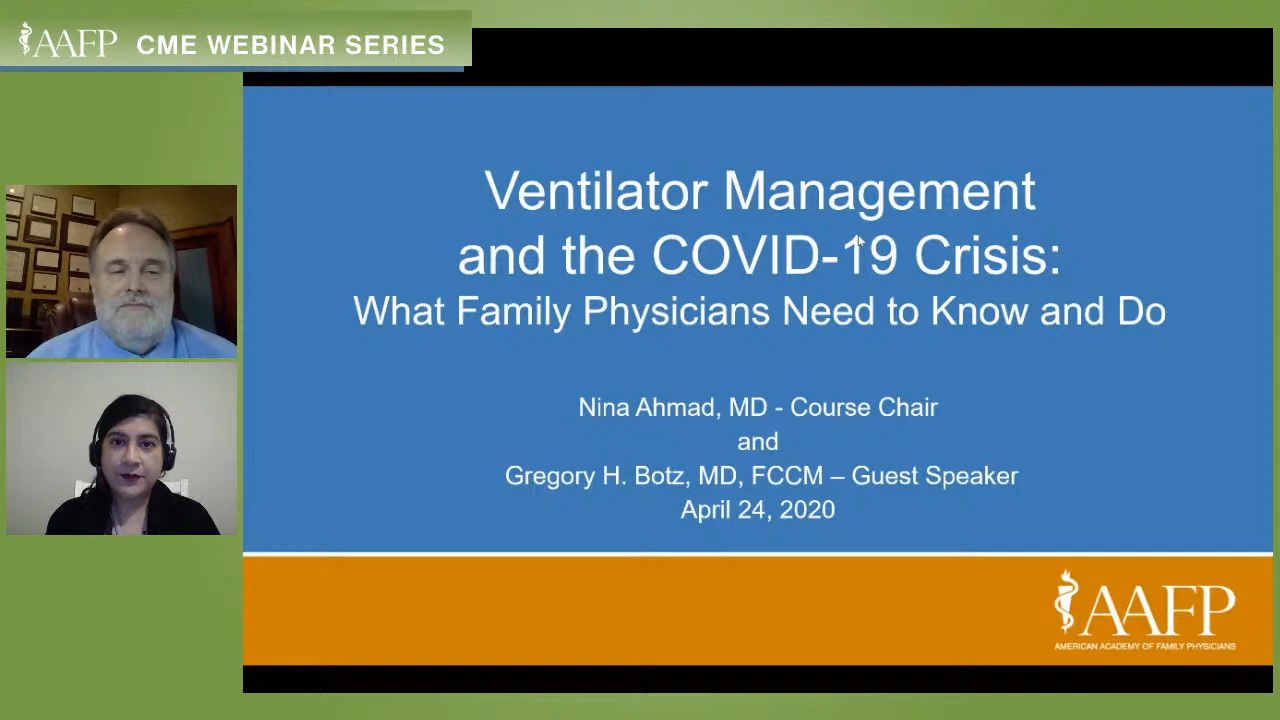 AAFP CME WEBINAR SERIES
Ventilator Management
and the COVID-19 Crisis:
What Family Physicians Need to Know and Do
Nina Ahmad, MD - Course Chair
and
Gregory H. Botz, MD, FCCM – Guest Speaker
April 24, 2020
AAFP
AMERICAN ACADEMY OF FAMILY PHYSICIANS